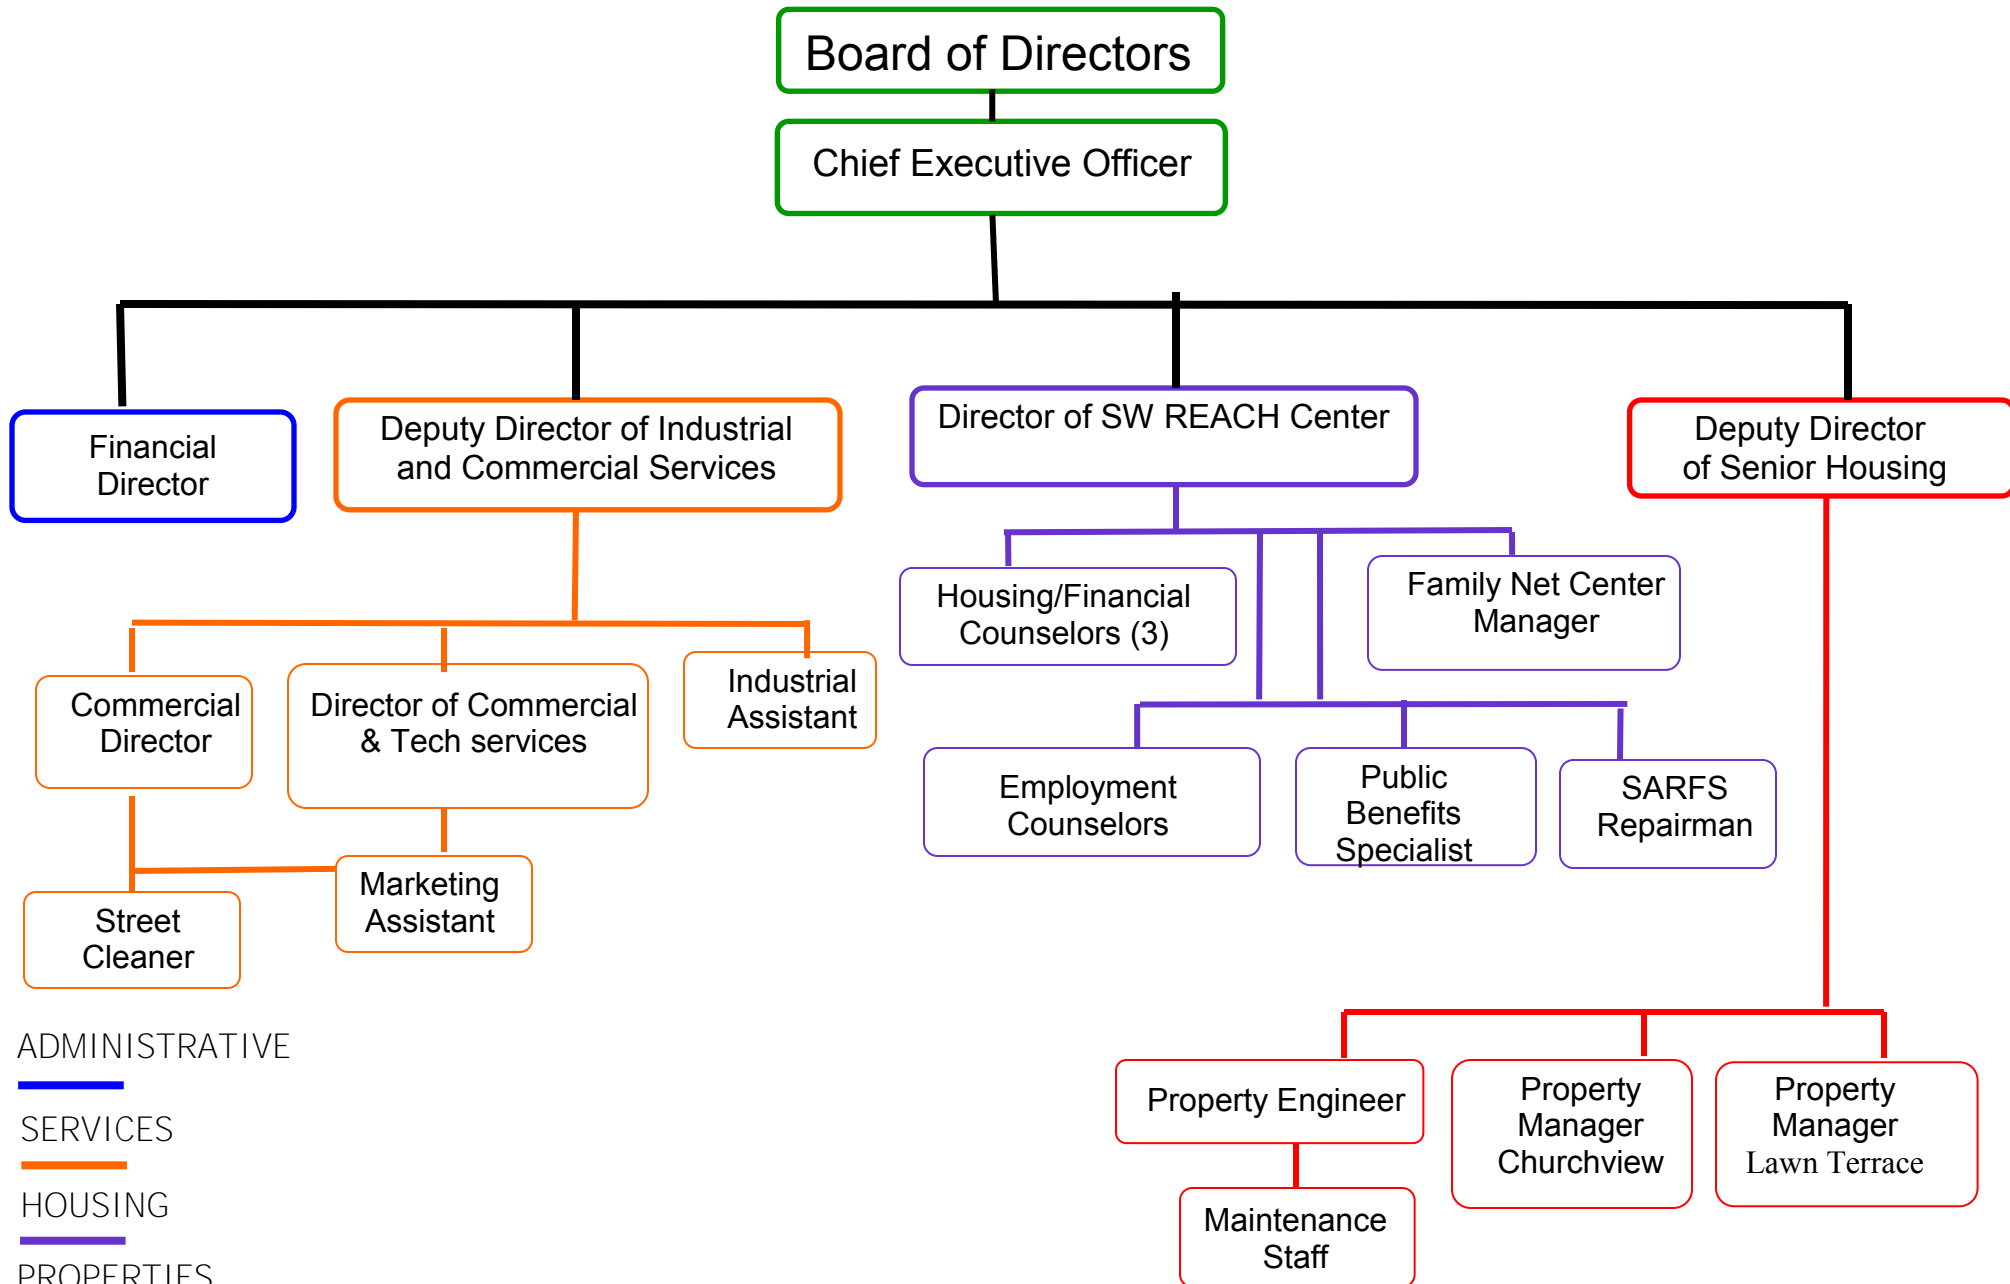 Board of Directors
Chief Executive Officer
Financial
Director
Deputy Director of Industrial
and Commercial Services
Director of SW REACH Center
Deputy Director
of Senior Housing
Housing/Financial
Counselors (3)
Family Net Center
Manager
Commercial
Director
Director of Commercial
& Tech services
Industrial
Assistant
Employment
Counselors
Public
Benefits
Specialist
SARFS
Repairman
Street
Cleaner
Marketing
Assistant
Property Engineer
Property
Manager
Churchview
Property
Manager
Lawn Terrace
Maintenance
Staff
ADMINISTRATIVE
SERVICES
HOUSING
PROPERTIES